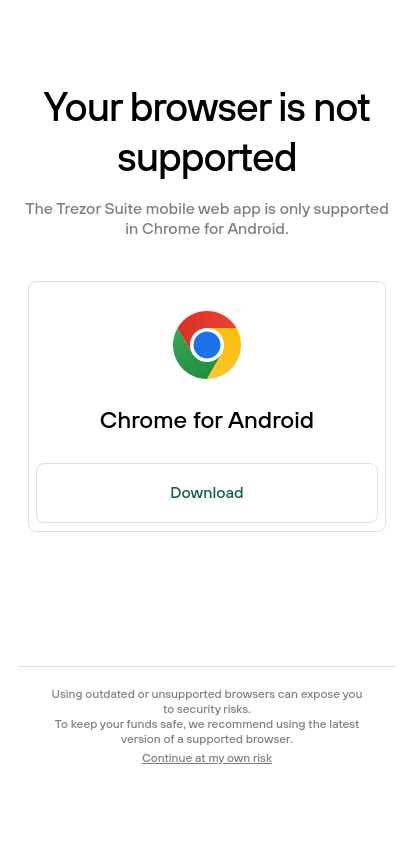 Your browser is not
supported
The Trezor Suite mobile web app is only supported
in Chrome for Android.
Chrome for Android
Download
Using outdated or unsupported browsers can expose you
to security risks.
To keep your funds safe, we recommend using the latest
version of a supported browser.
Continue at my own risk